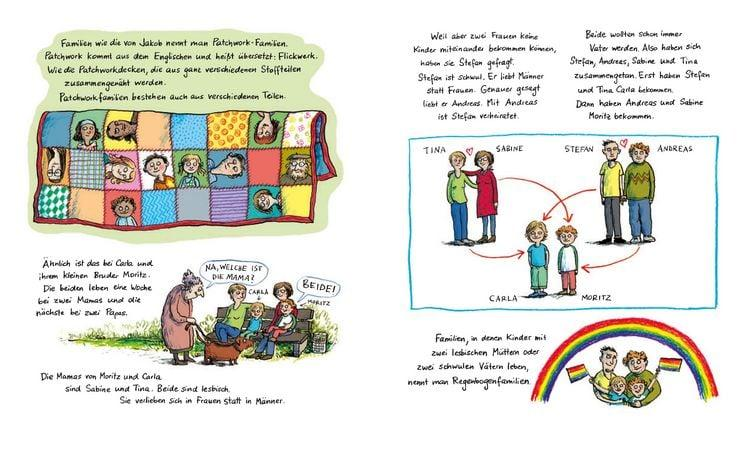 Familien wie die von Jakob nennt man Patchwork-Familien.
Patchwork kommt aus dem Englischen und heißt übersetzt: Flickwerk.
Wie die Patchworkdecken, die aus ganz verschiedenen Stoffteilen
zusammengenäht werden.
Patchworkfamilien bestehen auch aus verschiedenen Teilen.
Ähnlich ist das bei Carla und
ihrem kleinen Bruder Moritz.
Die beiden leben eine Woche
bei zwei Mamas und die
nächste bei zwei Papas.
NA, WELCHE IST
DIE MAMA?
CARLA
BEIDE!
MORITZ
Die Mamas von Moritz und Carla
sind Sabine und Tina. Beide sind lesbisch.
Sie verlieben sich in Frauen statt in Männer.
Weil aber zwei Frauen keine
Kinder miteinander bekommen können,
haben sie Stefan gefragt.
Stefan ist schwul. Er liebt Männer
statt Frauen. Genauer gesagt
liebt er Andreas. Mit Andreas
ist Stefan verheiratet.
Beide wollten schon immer
Vater werden. Also haben sich
Stefan, Andreas, Sabine und Tina
zusammengetan. Erst haben Stefan
und Tina Carla bekommen.
Dann haben Andreas und Sabine
Moritz bekommen.
TINA
SABINE
STEFAN
ANDREAS
CARLA
MORITZ
Familien, in denen Kinder mit
zwei lesbischen Müttern oder
zwei schwulen Vätern leben,
nennt man Regenbogenfamilien.